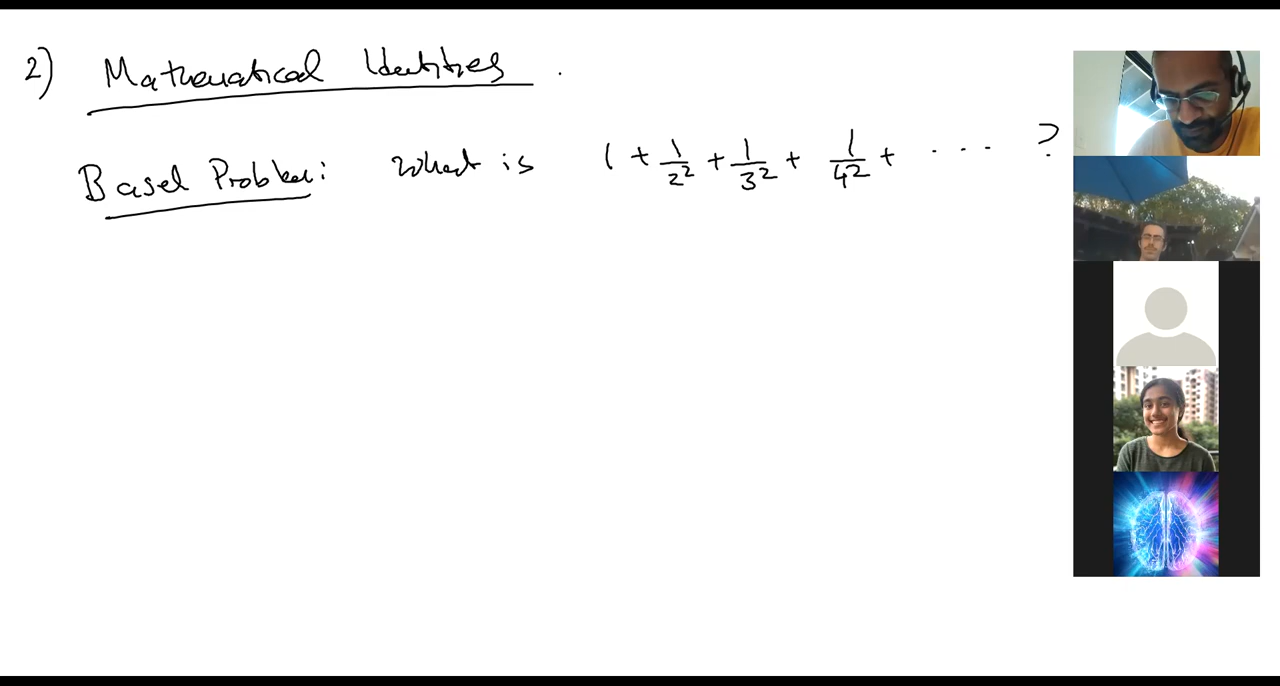 2) Mathematical Identities.
Basel Problem: What is 1 + 1/2² + 1/3² + 1/4² + ... ?